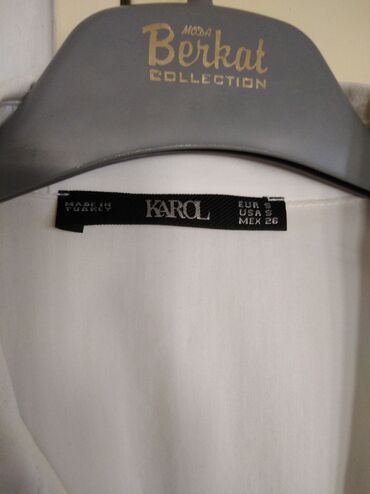 MODA
Berkat
COLLECTION
MADE IN
TURKEY
KAROL
EUR S
USA S
MEX 26